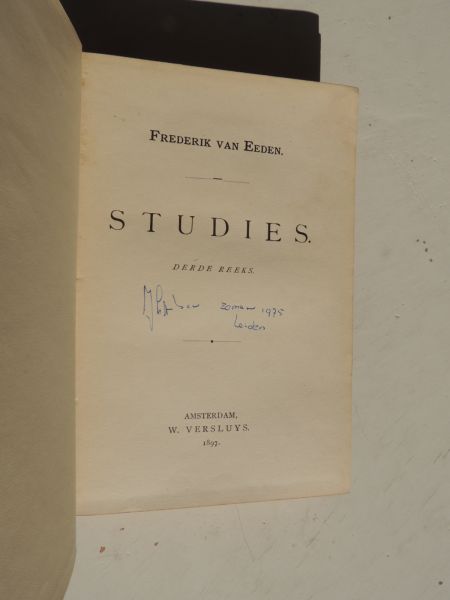 FREDERIK VAN EEDEN.
STUDIES.
DERDE REEKS.
zomer 1975
Leiden
AMSTERDAM,
W. VERSLUYS.
1897.